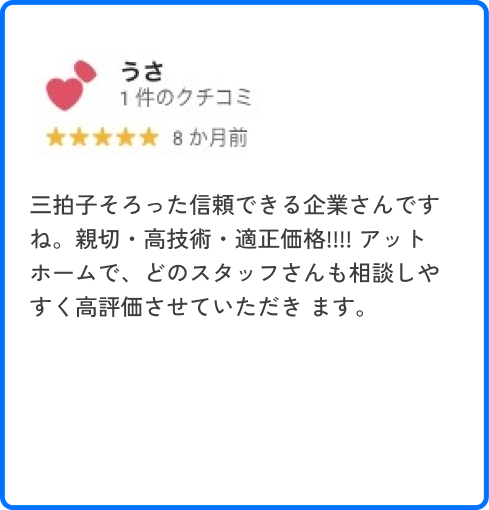 うさ
1 件のクチコミ
★★★★★ 8 か月前
三拍子そろった信頼できる企業さんです
ね。親切・高技術・適正価格!!!! アット
ホームで、どのスタッフさんも相談しや
すく高評価させていただき ます。